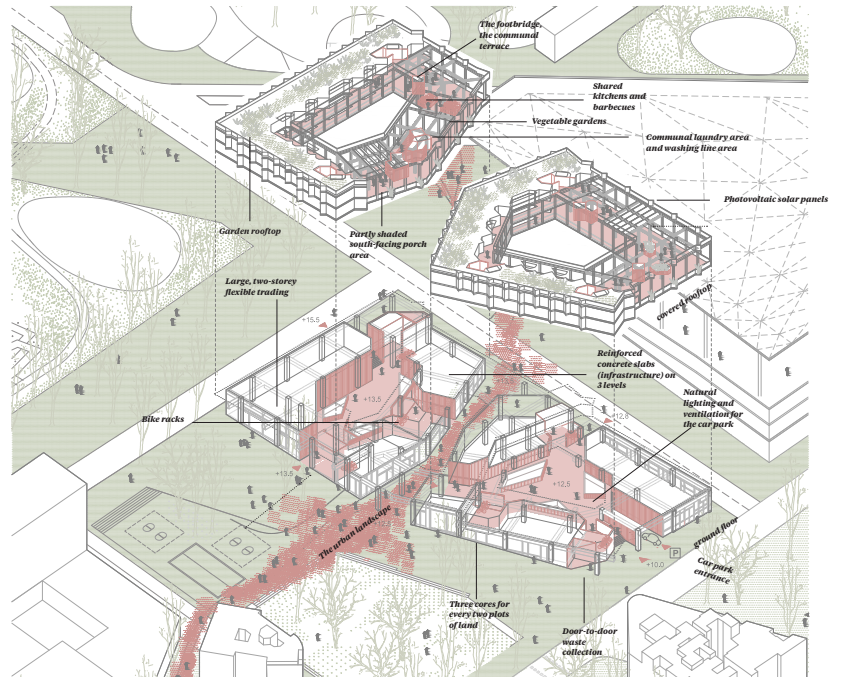 The footbridge,
the communal
terrace
Shared
kitchens and
barbecues
Vegetable gardens
Communal laundry area
and washing line area
Photovoltaic solar panels
Garden rooftop
Partly shaded
south-facing porch
area
Large, two-storey
flexible trading
covered rooftop
+15.5
Reinforced
concrete slabs
(infrastructure) on
3 levels
Natural
lighting and
ventilation for
the car park
+13.5
+12.8
Bike racks
+13.5
+12.5
The urban landscape
ground floor
P
+10.0
Car park
entrance
Three cores for
every two plots
of land
Door-to-door
waste
collection